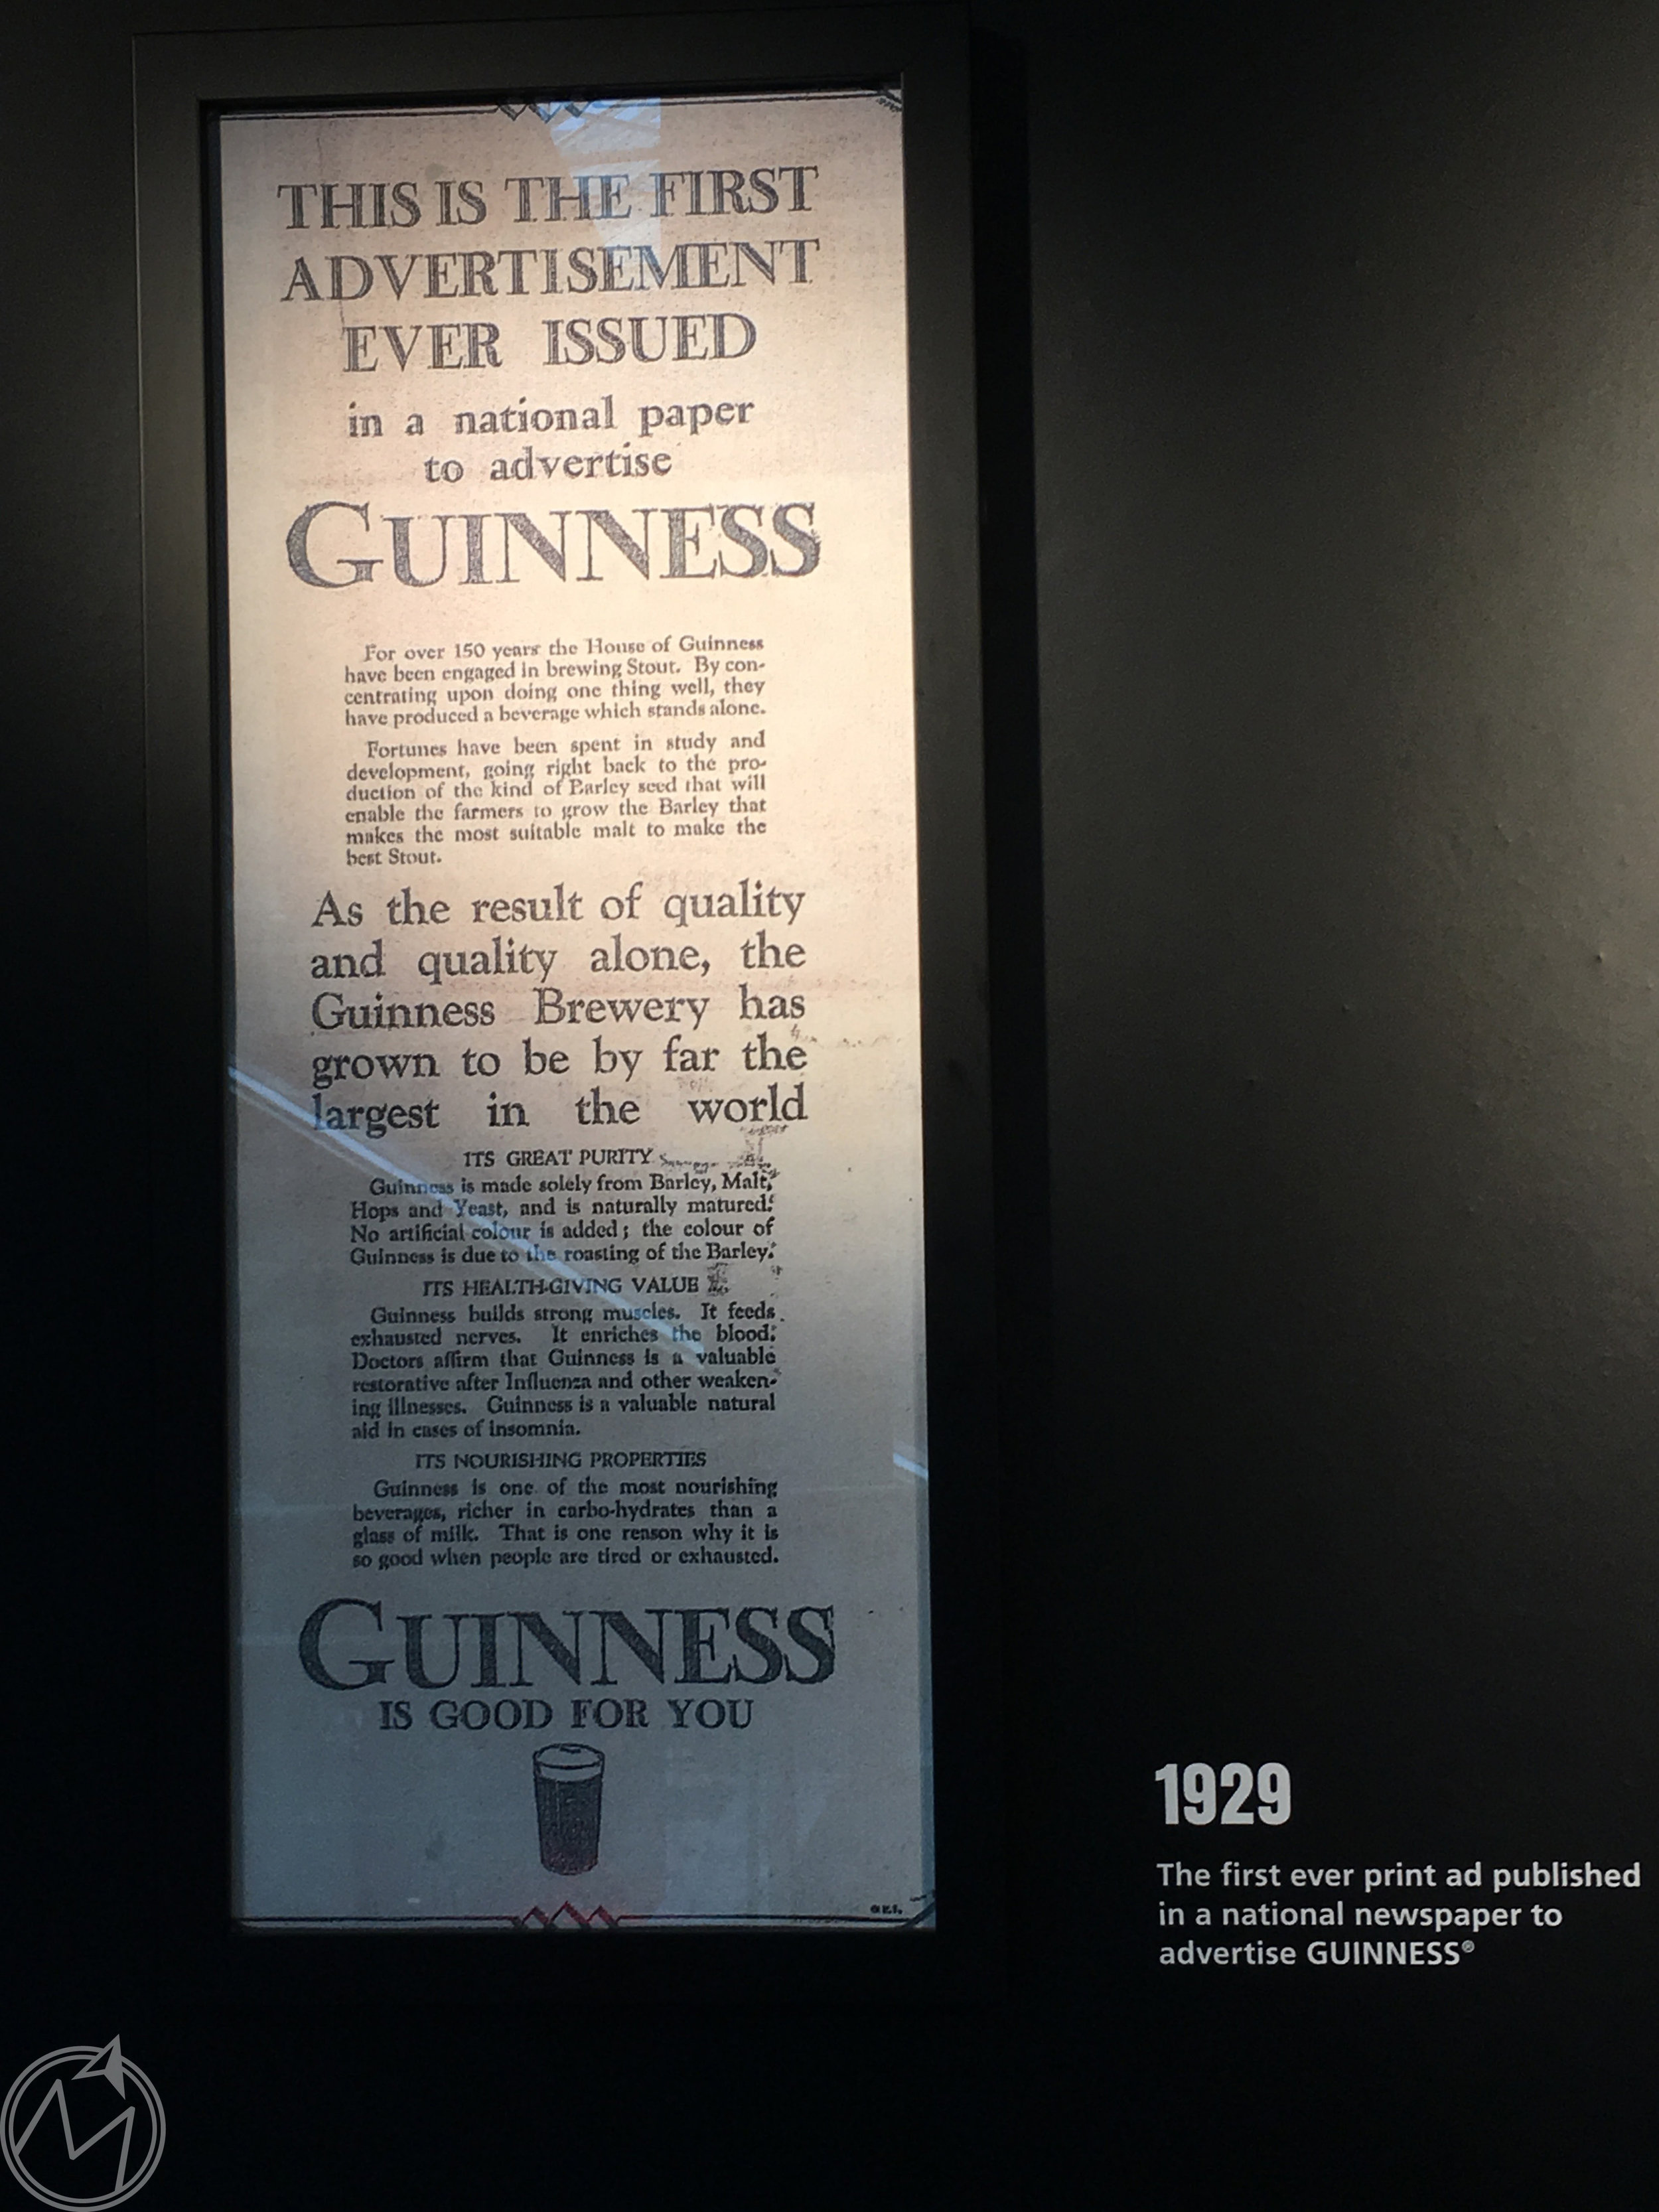 THIS IS THE FIRST
ADVERTISEMENT
EVER ISSUED
in a national paper
to advertise
GUINNESS
For over 150 years the House of Guinness
have been engaged in brewing Stout. By con-
centrating upon doing one thing well, they
have produced a beverage which stands alone.
Fortunes have been spent in study and
development, going right back to the pro-
duction of the kind of Barley seed that will
enable the farmers to grow the Barley that
makes the most suitable malt to make the
best Stout.
As the result of quality
and quality alone, the
Guinness Brewery has
grown to be by far the
largest in the world
ITS GREAT PURITY
Guinness is made solely from Barley, Malt,
Hops and Yeast, and is naturally matured.
No artificial colour is added; the colour of
Guinness is due to the roasting of the Barley.
ITS HEALTH-GIVING VALUE
Guinness builds strong muscles. It feeds
exhausted nerves. It enriches the blood.
Doctors affirm that Guinness is a valuable
restorative after Influenza and other weaken-
ing illnesses. Guinness is a valuable natural
aid in cases of insomnia.
ITS NOURISHING PROPERTIES
Guinness is one of the most nourishing
beverages, richer in carbo-hydrates than a
glass of milk. That is one reason why it is
so good when people are tired or exhausted.
GUINNESS
IS GOOD FOR YOU
1929
The first ever print ad published
in a national newspaper to
advertise GUINNESS®